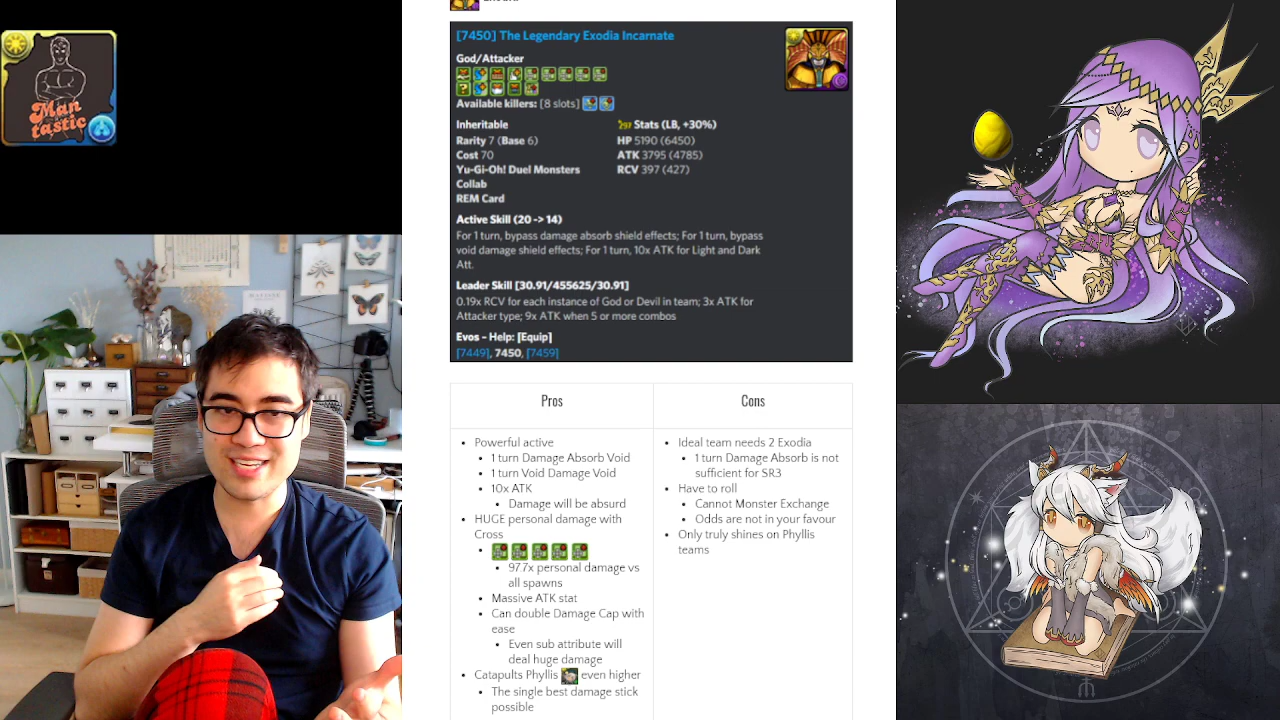 Man
tastic
[7450] The Legendary Exodia Incarnate
God/Attacker
Available killers: [8 slots]
Inheritable
Rarity 7 (Base 6)
Cost 70
Yu-Gi-Oh! Duel Monsters
Collab
REM Card
297 Stats (LB, +30%)
HP 5190 (6450)
ATK 3795 (4785)
RCV 397 (427)
Active Skill (20 -> 14)
For 1 turn, bypass damage absorb shield effects; For 1 turn, bypass
void damage shield effects; For 1 turn, 10x ATK for Light and Dark
Att.
Leader Skill [30.91/455625/30.91]
0.19x RCV for each instance of God or Devil in team; 3x ATK for
Attacker type; 9x ATK when 5 or more combos
Evos – Help: [Equip]
[7449], 7450, [7459]
Pros
Powerful active
1 turn Damage Absorb Void
1 turn Void Damage Void
10x ATK
Damage will be absurd
HUGE personal damage with
Cross
97.7x personal damage vs
all spawns
Massive ATK stat
Can double Damage Cap with
ease
Even sub attribute will
deal huge damage
Catapults Phyllis even higher
The single best damage stick
possible
Cons
Ideal team needs 2 Exodia
1 turn Damage Absorb is not
sufficient for SR3
Have to roll
Cannot Monster Exchange
Odds are not in your favour
Only truly shines on Phyllis
teams